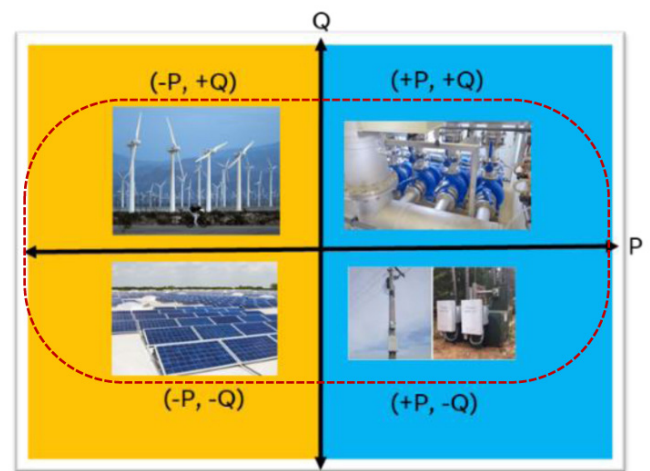 Q
(-P, +Q)
(+P, +Q)
P
(-P, -Q)
(+P, -Q)